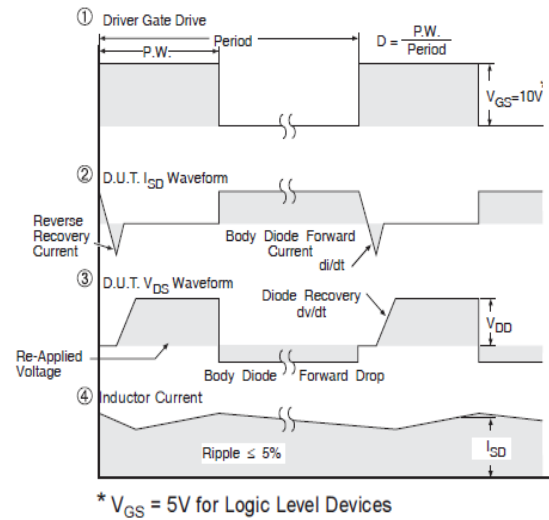 ① Driver Gate Drive
P.W.
Period
D = P.W.
Period
VGS=10V*
② D.U.T. ISD Waveform
Reverse
Recovery
Current
Body Diode Forward
Current
di/dt
③ D.U.T. VDS Waveform
Diode Recovery
dv/dt
VDD
Re-Applied
Voltage
Body Diode Forward Drop
④ Inductor Current
Ripple ≤ 5%
ISD
* VGS = 5V for Logic Level Devices